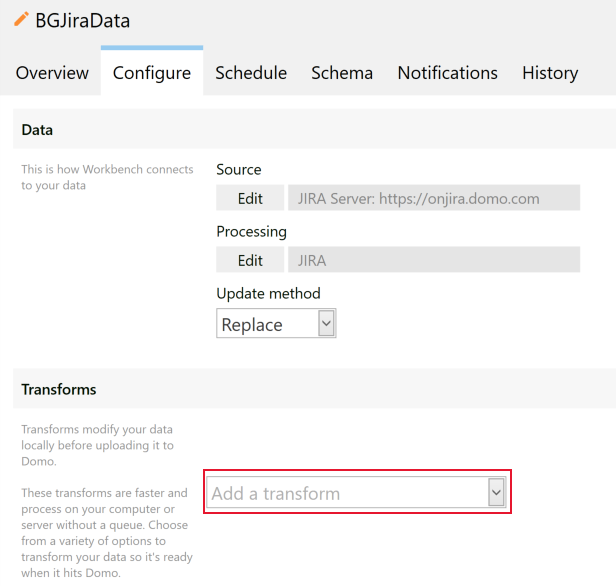 BGJiraData
Overview Configure Schedule Schema Notifications History
Data
This is how Workbench connects
to your data
Source
Edit JIRA Server: https://onjira.domo.com
Processing
Edit JIRA
Update method
Replace
Transforms
Transforms modify your data
locally before uploading it to
Domo.
Add a transform
These transforms are faster and
process on your computer or
server without a queue. Choose
from a variety of options to
transform your data so it's ready
when it hits Domo.